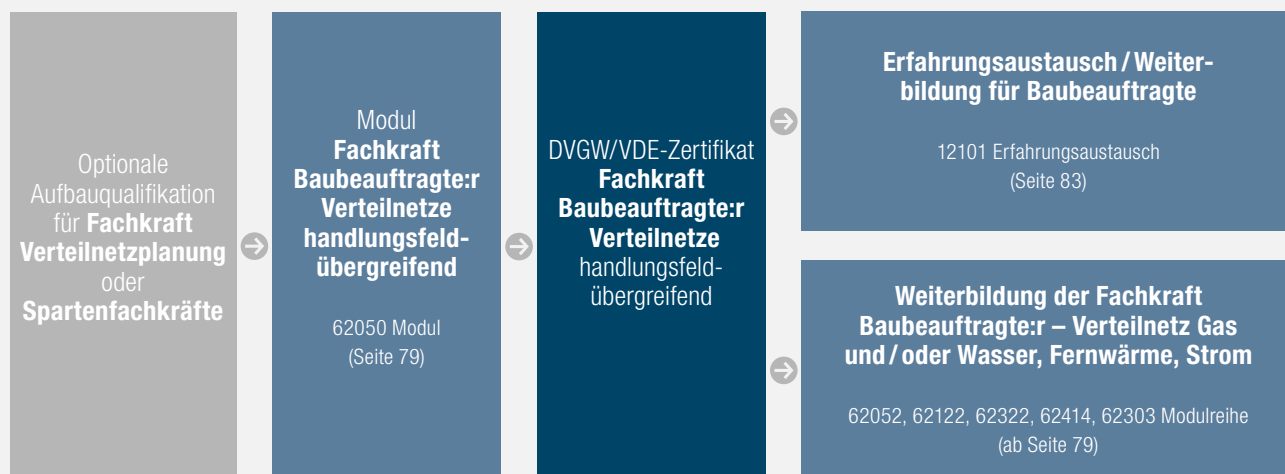 Optionale
Aufbauqualifikation
für Fachkraft
Verteilnetzplanung
oder
Spartenfachkräfte
Modul
Fachkraft
Baubeauftragte:r
Verteilnetze
handlungsfeld-
übergreifend
62050 Modul
(Seite 79)
DVGW/VDE-Zertifikat
Fachkraft
Baubeauftragte:r
Verteilnetze
handlungsfeld-
übergreifend
Erfahrungsaustausch / Weiter-
bildung für Baubeauftragte
12101 Erfahrungsaustausch
(Seite 83)
Weiterbildung der Fachkraft
Baubeauftragte:r – Verteilnetz Gas
und / oder Wasser, Fernwärme, Strom
62052, 62122, 62322, 62414, 62303 Modulreihe
(ab Seite 79)